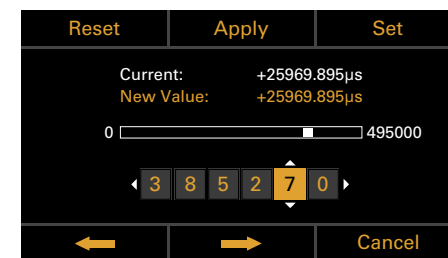 Reset Apply Set
Current: +25969.895µs
New Value: +25969.895µs
0 495000
3 8 5 2 7 0
Cancel